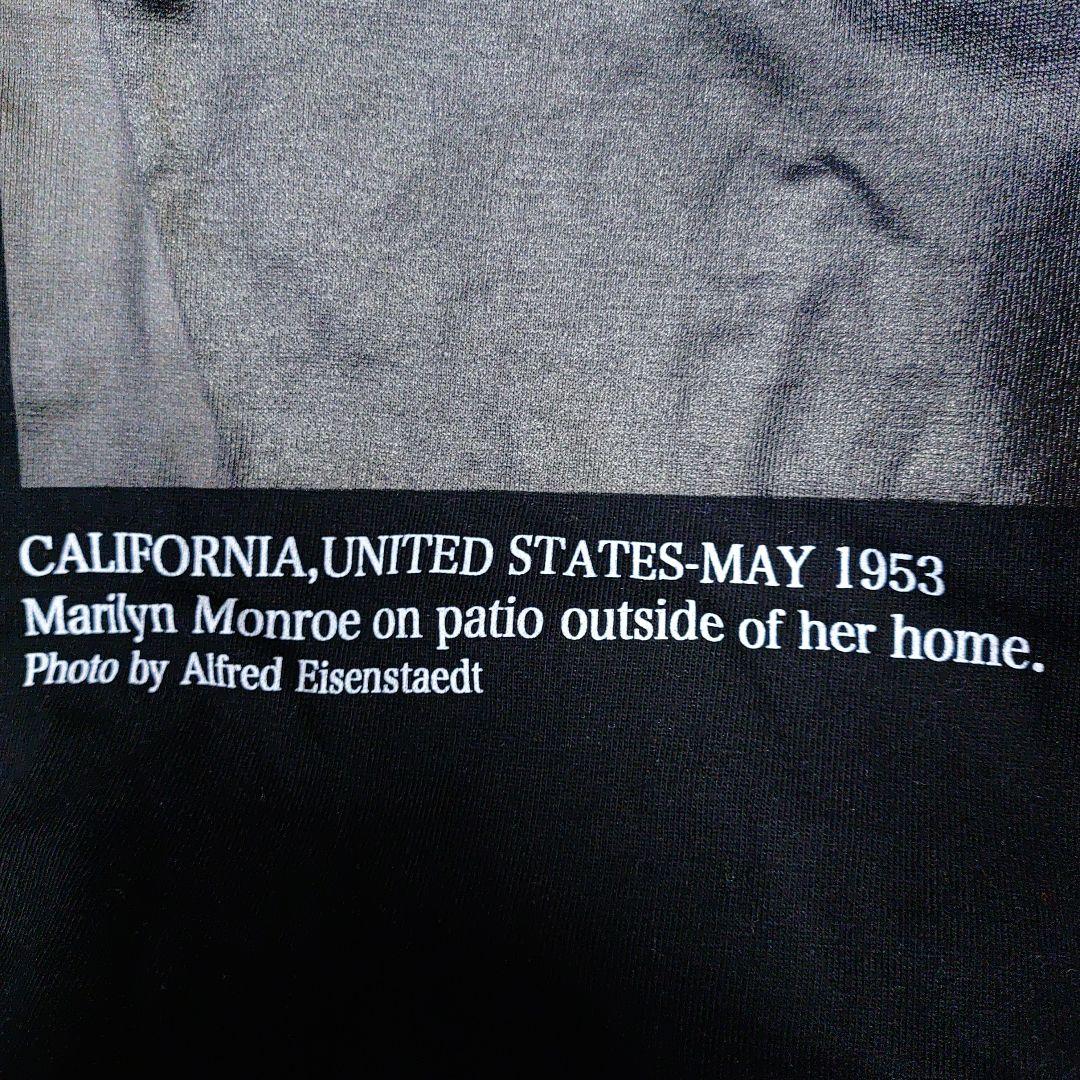 CALIFORNIA,UNITED STATES-MAY 1953
Marilyn Monroe on patio outside of her home.
Photo by Alfred Eisenstaedt